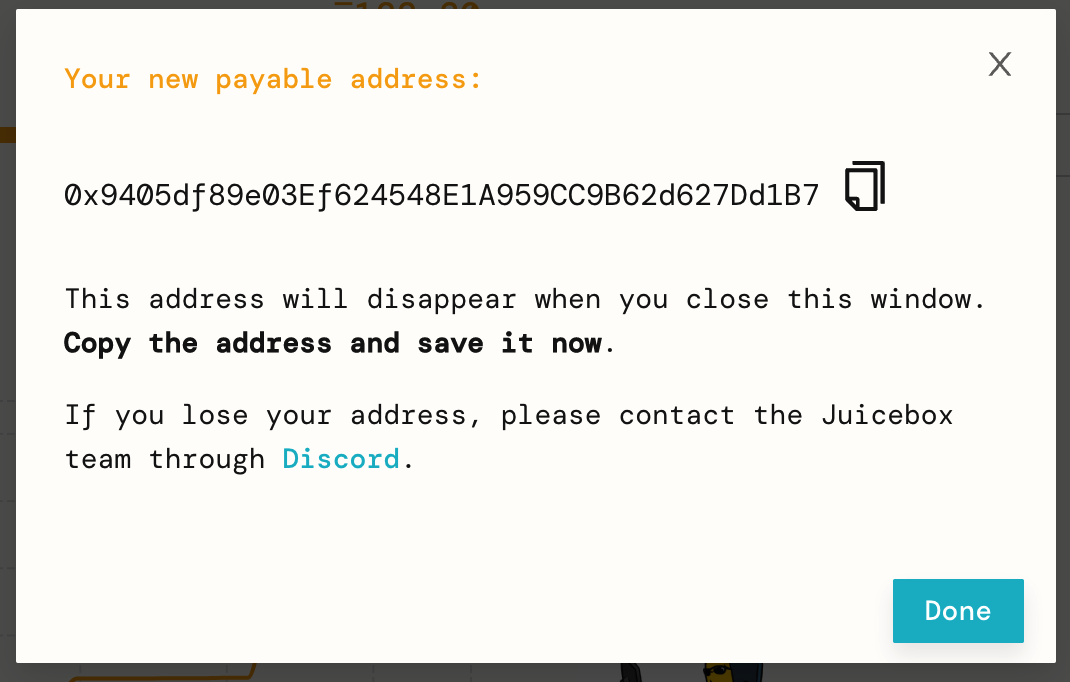 Your new payable address:
0x9405df89e03Ef624548E1A959CC9B62d627Dd1B7
This address will disappear when you close this window.
Copy the address and save it now.
If you lose your address, please contact the Juicebox
team through Discord.
Done